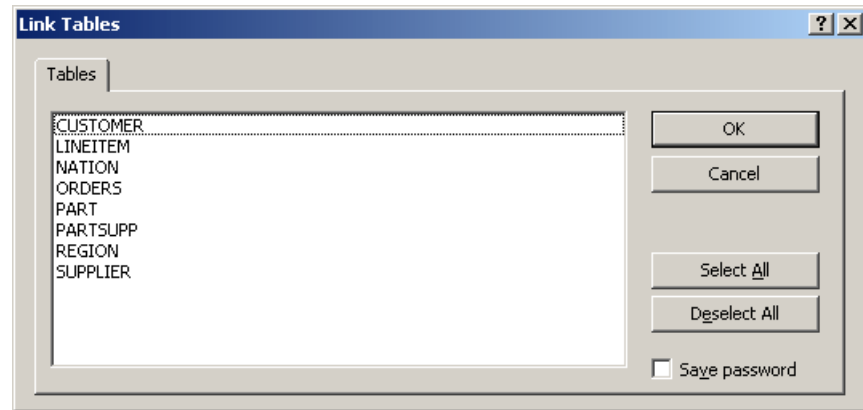 Link Tables
Tables
CUSTOMER
LINEITEM
NATION
ORDERS
PART
PARTSUPP
REGION
SUPPLIER
OK
Cancel
Select All
Deselect All
Save password